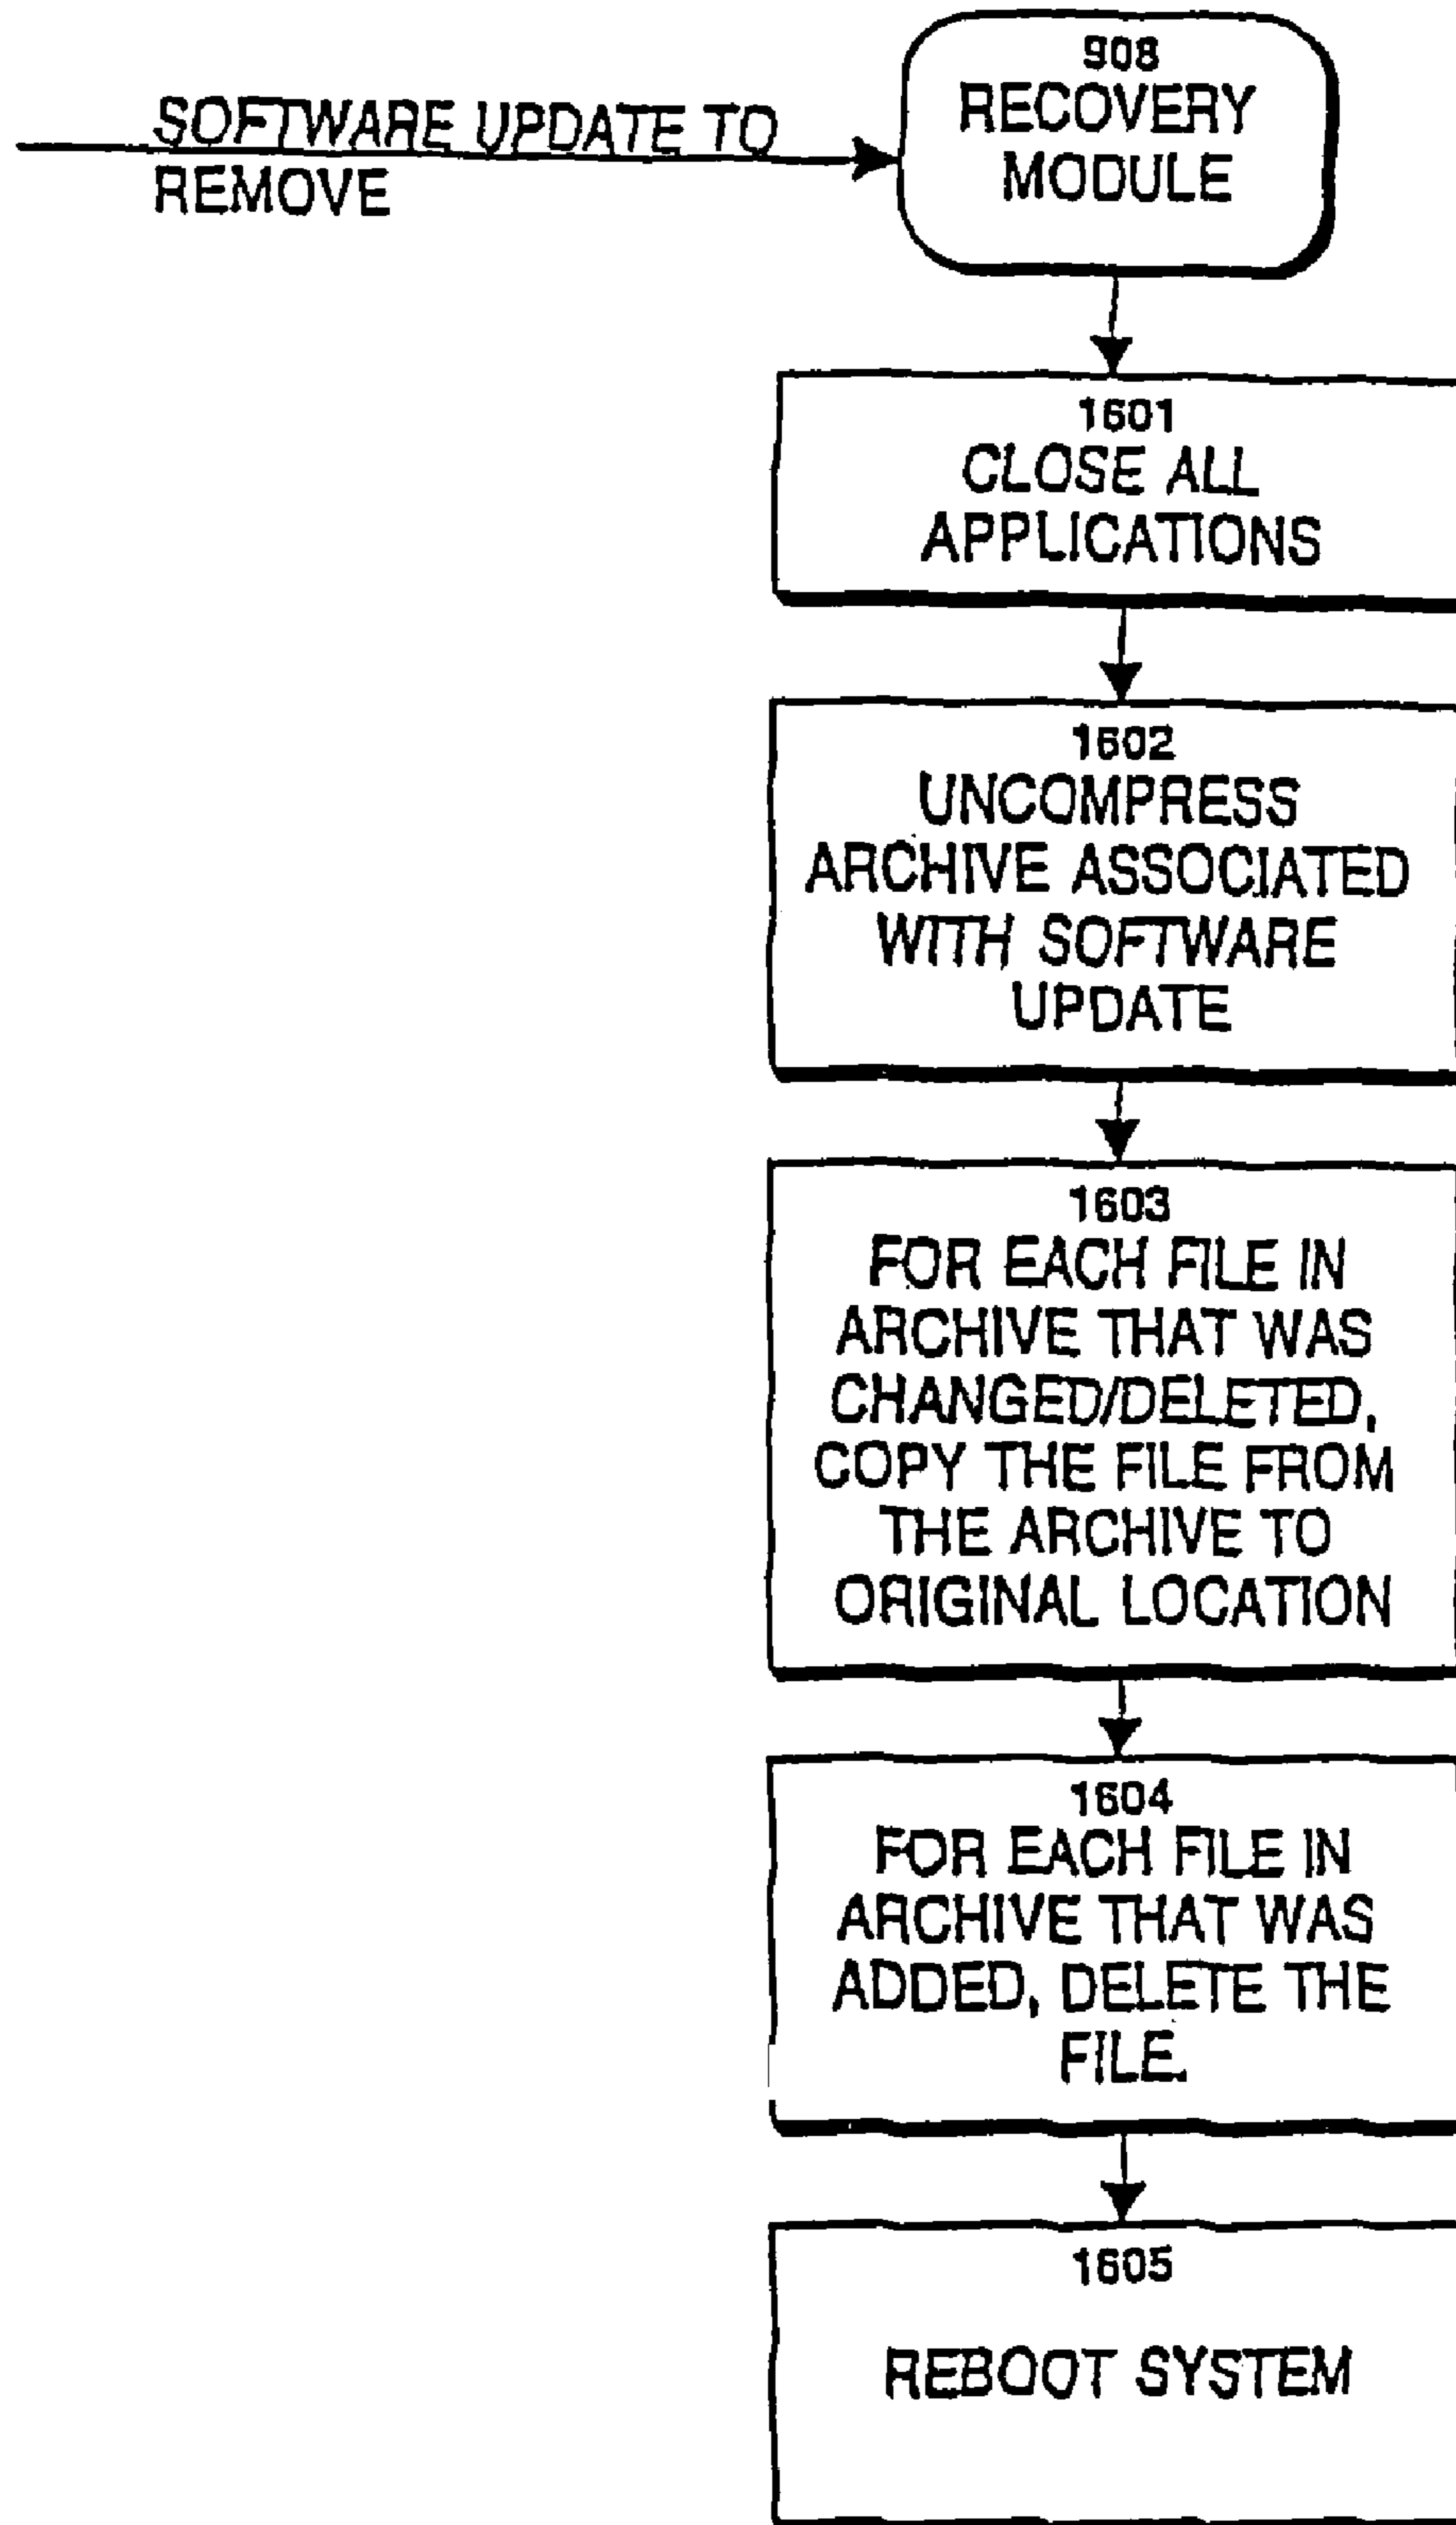 SOFTWARE UPDATE TO
REMOVE
908
RECOVERY
MODULE
1601
CLOSE ALL
APPLICATIONS
1602
UNCOMPRESS
ARCHIVE ASSOCIATED
WITH SOFTWARE
UPDATE
1603
FOR EACH FILE IN
ARCHIVE THAT WAS
CHANGED/DELETED,
COPY THE FILE FROM
THE ARCHIVE TO
ORIGINAL LOCATION
1604
FOR EACH FILE IN
ARCHIVE THAT WAS
ADDED, DELETE THE
FILE.
1605
REBOOT SYSTEM